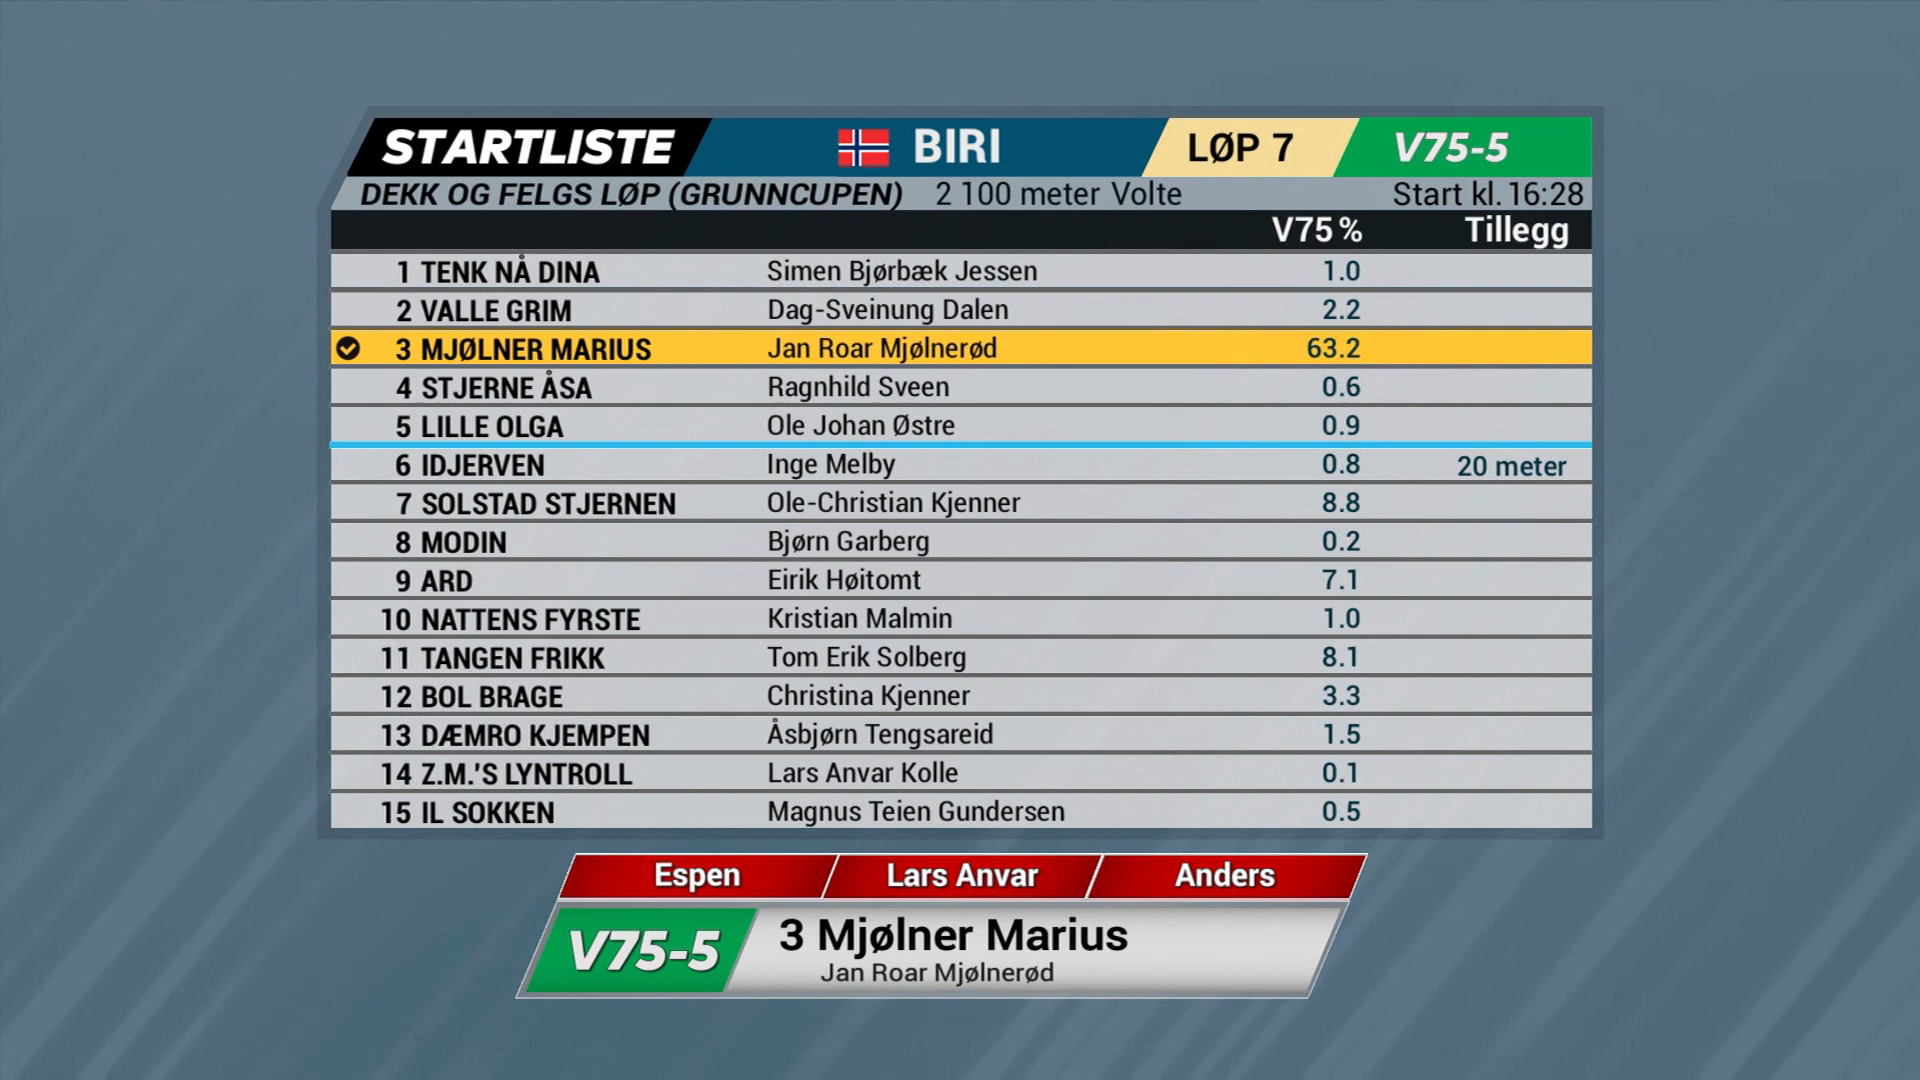 STARTLISTE BIRI LØP 7 V75-5
DEKK OG FELGS LØP (GRUNNCUPEN) 2 100 meter Volte Start kl. 16:28
V75 % Tillegg
1 TENK NÅ DINA Simen Bjørbæk Jessen 1.0
2 VALLE GRIM Dag-Sveinung Dalen 2.2
3 MJØLNER MARIUS Jan Roar Mjølnerød 63.2
4 STJERNE ÅSA Ragnhild Sveen 0.6
5 LILLE OLGA Ole Johan Østre 0.9
6 IDJERVEN Inge Melby 0.8 20 meter
7 SOLSTAD STJERNEN Ole-Christian Kjenner 8.8
8 MODIN Bjørn Garberg 0.2
9 ARD Eirik Høitomt 7.1
10 NATTENS FYRSTE Kristian Malmin 1.0
11 TANGEN FRIKK Tom Erik Solberg 8.1
12 BOL BRAGE Christina Kjenner 3.3
13 DÆMRO KJEMPEN Åsbjørn Tengsareid 1.5
14 Z.M.'S LYNTROLL Lars Anvar Kolle 0.1
15 IL SOKKEN Magnus Teien Gundersen 0.5
Espen Lars Anvar Anders
V75-5 3 Mjølner Marius
Jan Roar Mjølnerød